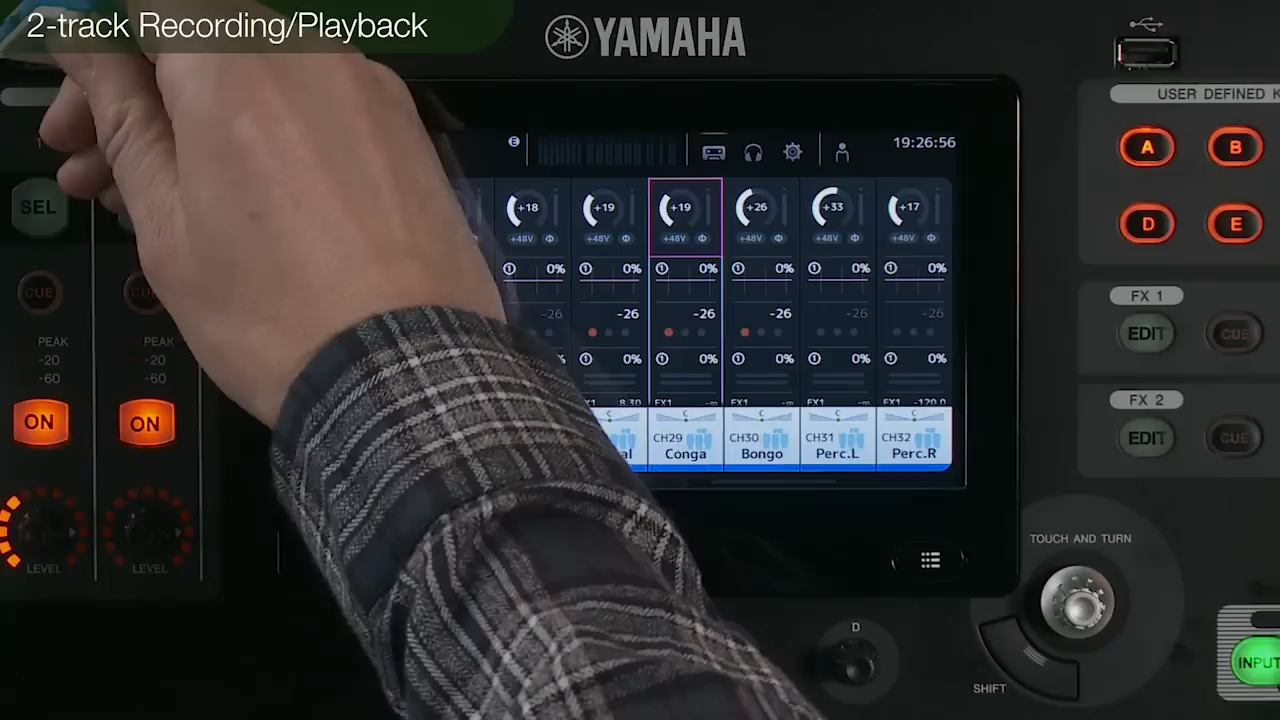 2-track Recording/Playback
YAMAHA
USER DEFINED K
19:26:56
A
B
D
E
SEL
CUE
PEAK
-20
-60
ON
LEVEL
PEAK
-20
-60
ON
LEVEL
+18 +19 +19 +26 +33 +17
+48V +48V +48V +48V +48V +48V
0% 0% 0% 0% 0% 0%
-26 -26 -26 -26 -26 -26
0% 0% 0% 0% 0%
8.30 FX1 -∞ FX1 -∞ FX1 -∞ FX1 -120.0
C C C C C
CH29 CH30 CH31 CH32
Conga Bongo Perc.L Perc.R
FX 1
EDIT
CUE
FX 2
EDIT
CUE
TOUCH AND TURN
D
SHIFT
INPUT